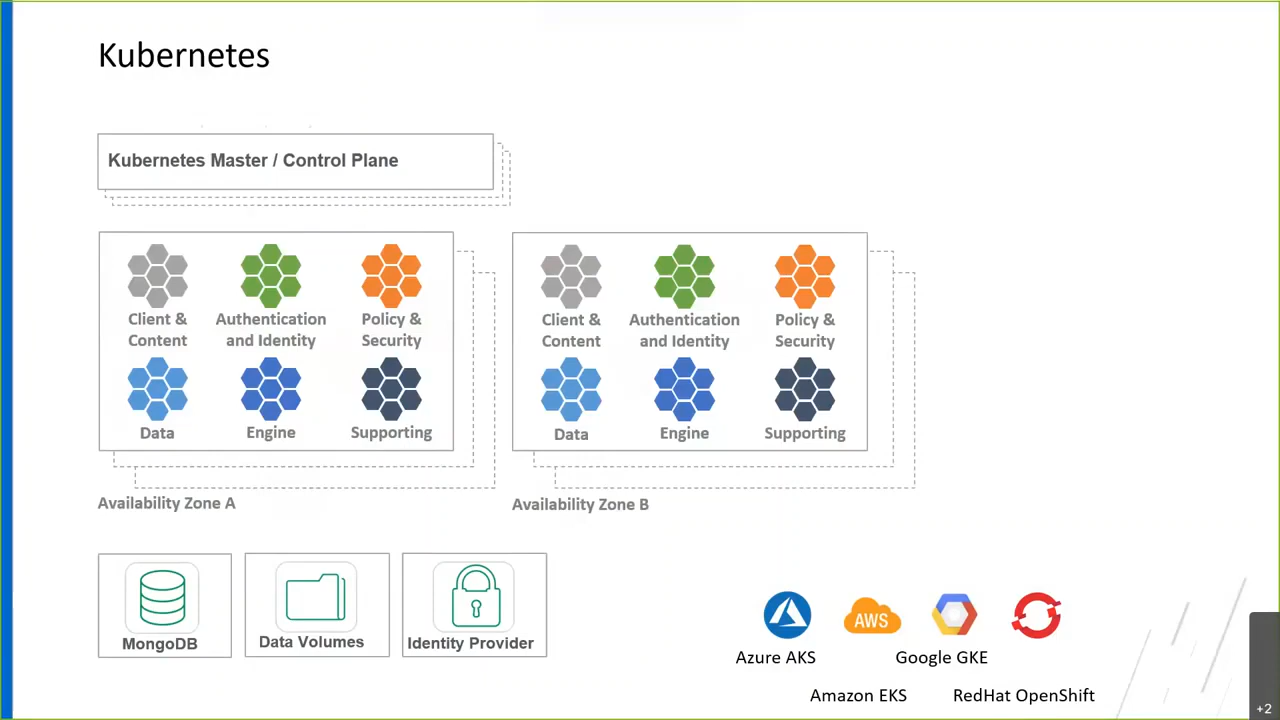 Kubernetes
Kubernetes Master / Control Plane
Client &
Content
Authentication
and Identity
Policy &
Security
Data
Engine
Supporting
Availability Zone A
Client &
Content
Authentication
and Identity
Policy &
Security
Data
Engine
Supporting
Availability Zone B
MongoDB
Data Volumes
Identity Provider
AWS
Azure AKS
Google GKE
Amazon EKS
RedHat OpenShift
+2